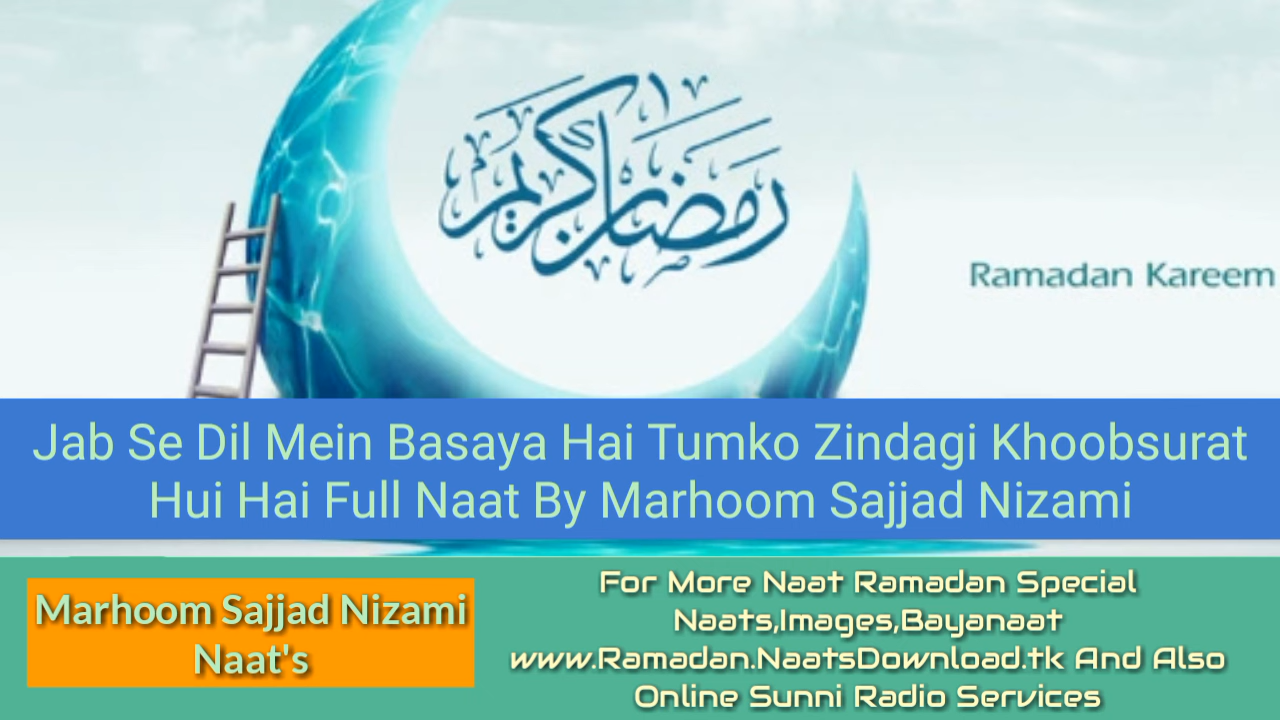 رمضان كريم
Ramadan Kareem
Jab Se Dil Mein Basaya Hai Tumko Zindagi Khoobsurat
Hui Hai Full Naat By Marhoom Sajjad Nizami
Marhoom Sajjad Nizami
Naat's
For More Naat Ramadan Special
Naats,Images,Bayanaat
www.Ramadan.NaatsDownload.tk And Also
Online Sunni Radio Services